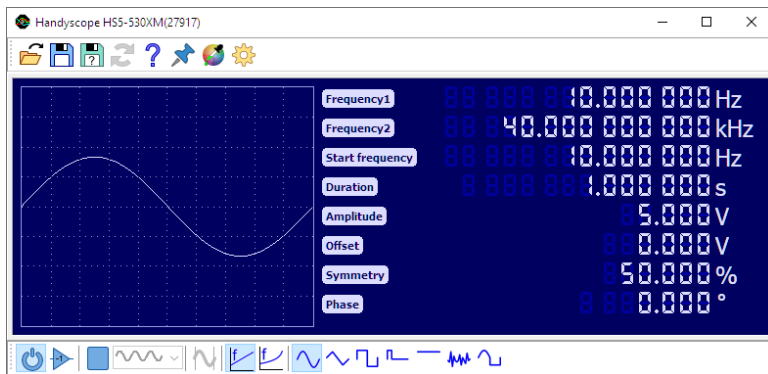 Handyscope HS5-530XM(27917)
Frequency1 10.000 000 Hz
Frequency2 40.000 000 000 kHz
Start frequency 10.000 000 Hz
Duration 1.000 000 s
Amplitude 5.000 V
Offset 0.000 V
Symmetry 50.000 %
Phase 0.000 °
-1 f f